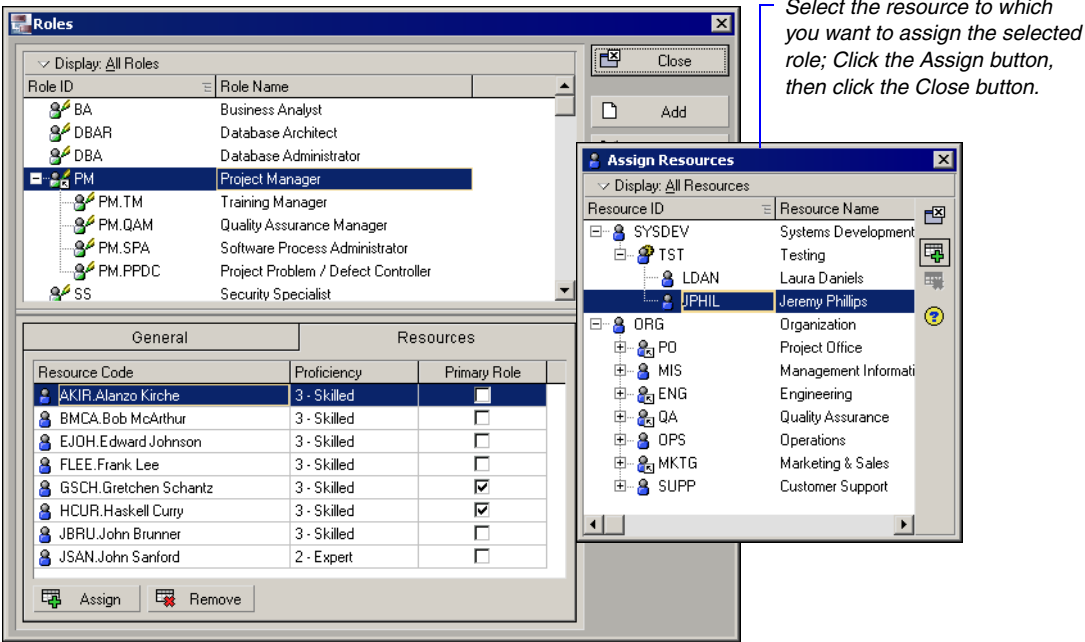 Roles
Display: All Roles
Role ID Role Name
BA Business Analyst
DBAR Database Architect
DBA Database Administrator
PM Project Manager
PM.TM Training Manager
PM.QAM Quality Assurance Manager
PM.SPA Software Process Administrator
PM.PPDC Project Problem / Defect Controller
SS Security Specialist
Close
Add
General Resources
Resource Code Proficiency Primary Role
AKIR.Alanzo Kirche 3 - Skilled
BMCA.Bob McArthur 3 - Skilled
EJOH.Edward Johnson 3 - Skilled
FLEE.Frank Lee 3 - Skilled
GSCH.Gretchen Schantz 3 - Skilled
HCUR.Haskell Curry 3 - Skilled
JBRU.John Brunner 3 - Skilled
JSAN.John Sanford 2 - Expert
Assign Remove
Select the resource to which
you want to assign the selected
role; Click the Assign button,
then click the Close button.
Assign Resources
Display: All Resources
Resource ID Resource Name
SYSDEV Systems Development
TST Testing
LDAN Laura Daniels
JPHIL Jeremy Phillips
ORG Organization
PO Project Office
MIS Management Informati
ENG Engineering
QA Quality Assurance
OPS Operations
MKTG Marketing & Sales
SUPP Customer Support